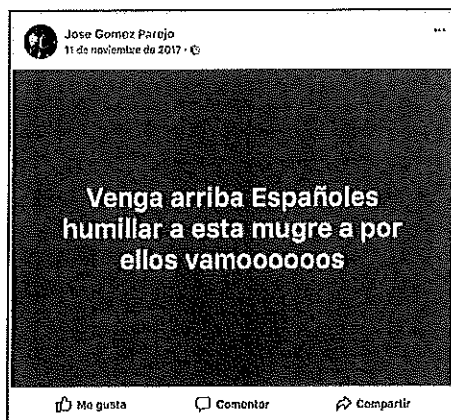 Jose Gomez Parejo
11 de noviembre de 2017 ·
Venga arriba Españoles
humillar a esta mugre a por
ellos vamoooooos
Me gusta
Comentar
Compartir